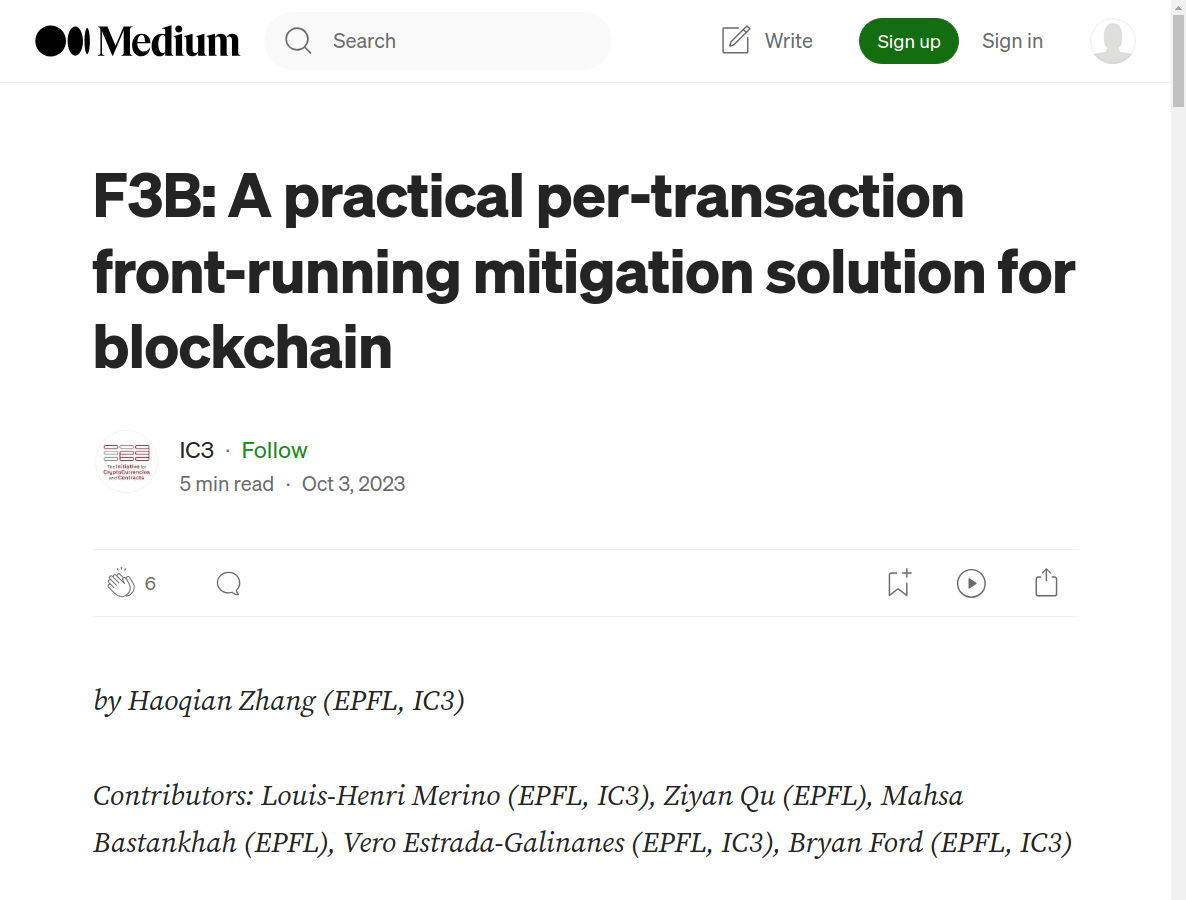 Medium
Search
Write
Sign up
Sign in
F3B: A practical per-transaction
front-running mitigation solution for
blockchain
The Initiative for
CryptoCurrencies
and Contracts
IC3 · Follow
5 min read · Oct 3, 2023
6
by Haoqian Zhang (EPFL, IC3)
Contributors: Louis-Henri Merino (EPFL, IC3), Ziyan Qu (EPFL), Mahsa
Bastankhah (EPFL), Vero Estrada-Galinanes (EPFL, IC3), Bryan Ford (EPFL, IC3)